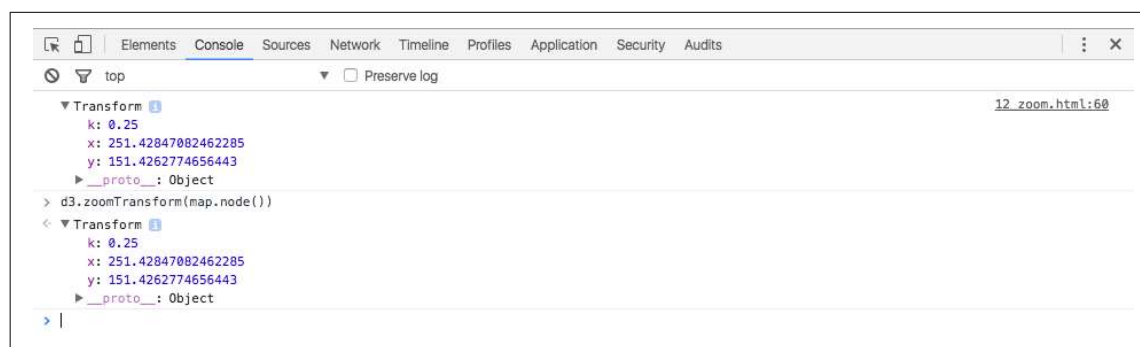 Elements Console Sources Network Timeline Profiles Application Security Audits
top Preserve log
Transform 12_zoom.html:60
k: 0.25
x: 251.42847082462285
y: 151.4262774656443
__proto__: Object
> d3.zoomTransform(map.node())
Transform
k: 0.25
x: 251.42847082462285
y: 151.4262774656443
__proto__: Object
>